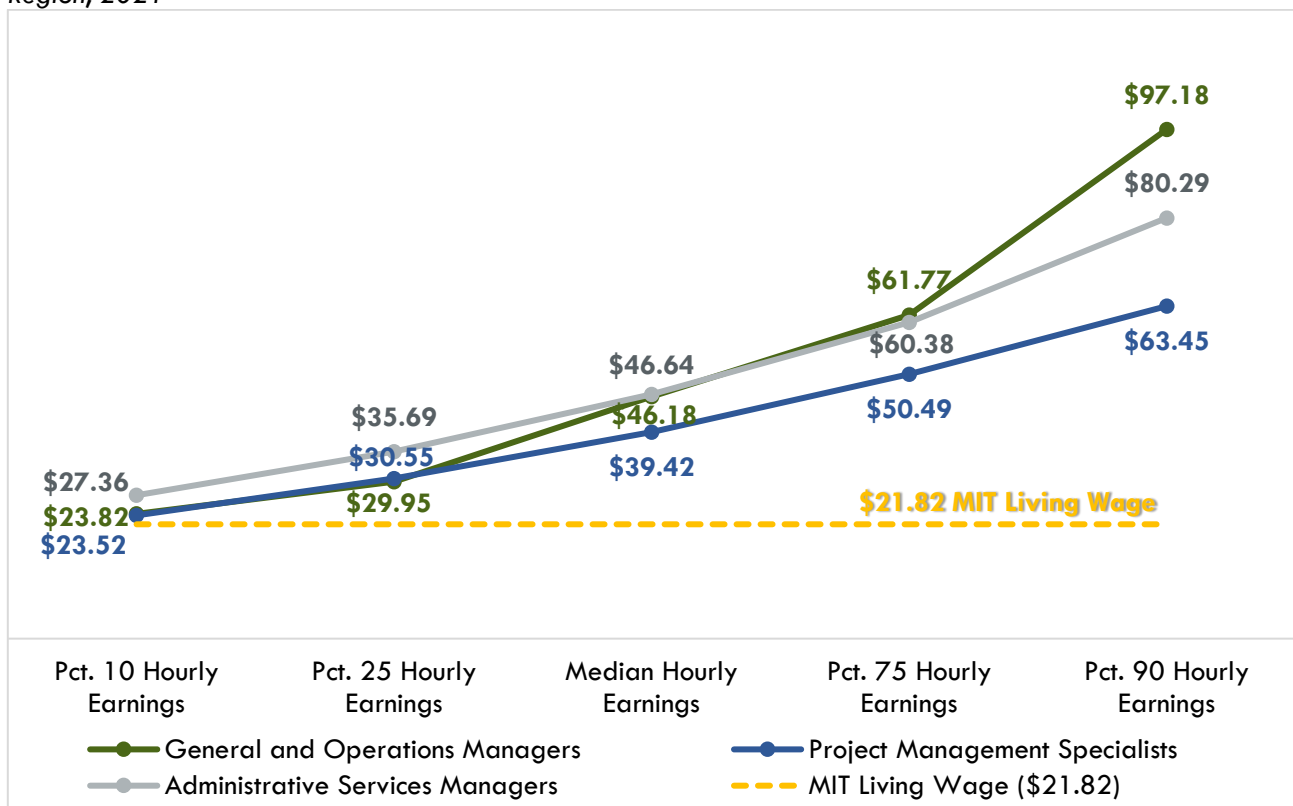 Region, 2021
$97.18
$80.29
$61.77
$60.38
$63.45
$46.64
$46.18
$50.49
$35.69
$30.55
$39.42
$27.36
$29.95
$23.82
$21.82 MIT Living Wage
$23.52
Pct. 10 Hourly Earnings
Pct. 25 Hourly Earnings
Median Hourly Earnings
Pct. 75 Hourly Earnings
Pct. 90 Hourly Earnings
General and Operations Managers
Project Management Specialists
Administrative Services Managers
MIT Living Wage ($21.82)